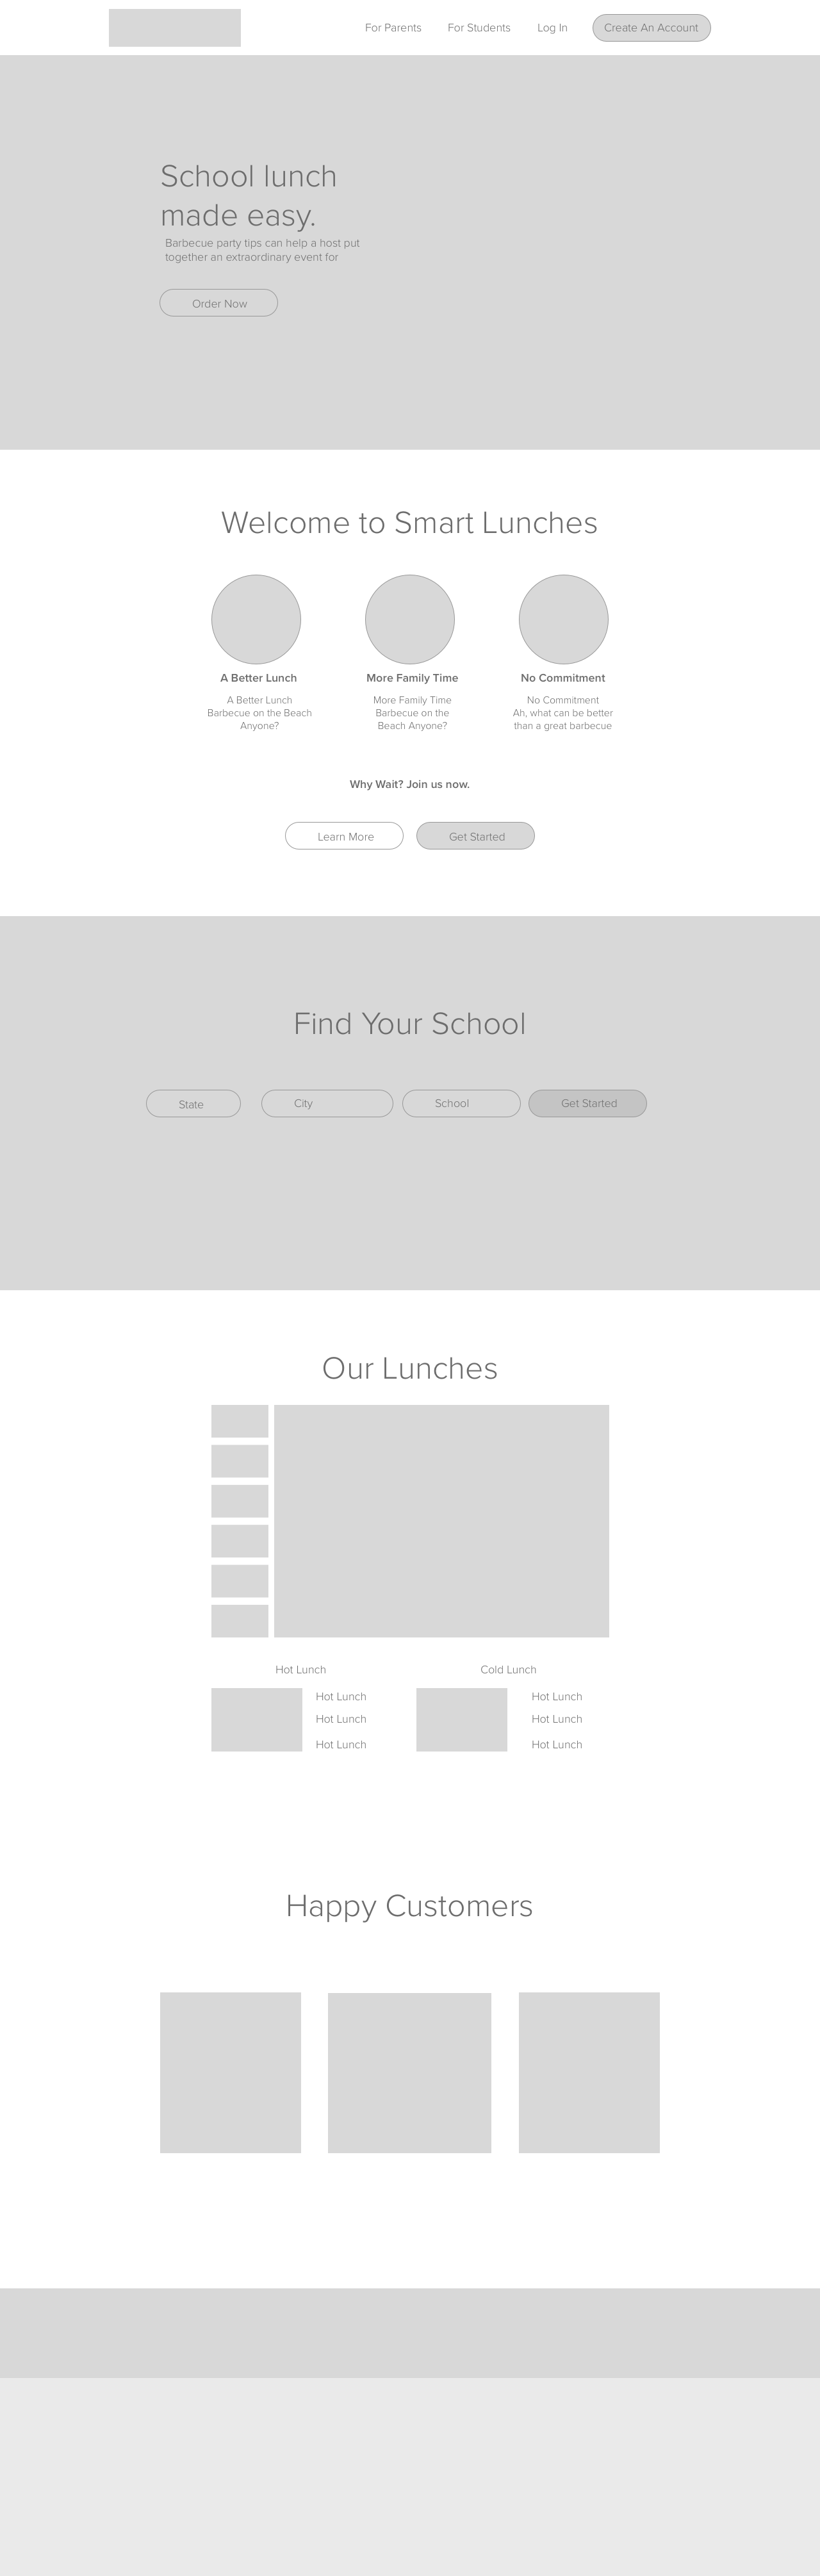 For Parents
For Students
Log In
Create An Account
School lunch
made easy.
Barbecue party tips can help a host put
together an extraordinary event for
Order Now
Welcome to Smart Lunches
A Better Lunch
A Better Lunch
Barbecue on the Beach
Anyone?
More Family Time
More Family Time
Barbecue on the
Beach Anyone?
No Commitment
No Commitment
Ah, what can be better
than a great barbecue
Why Wait? Join us now.
Learn More
Get Started
Find Your School
State
City
School
Get Started
Our Lunches
Hot Lunch
Hot Lunch
Hot Lunch
Hot Lunch
Cold Lunch
Hot Lunch
Hot Lunch
Hot Lunch
Happy Customers